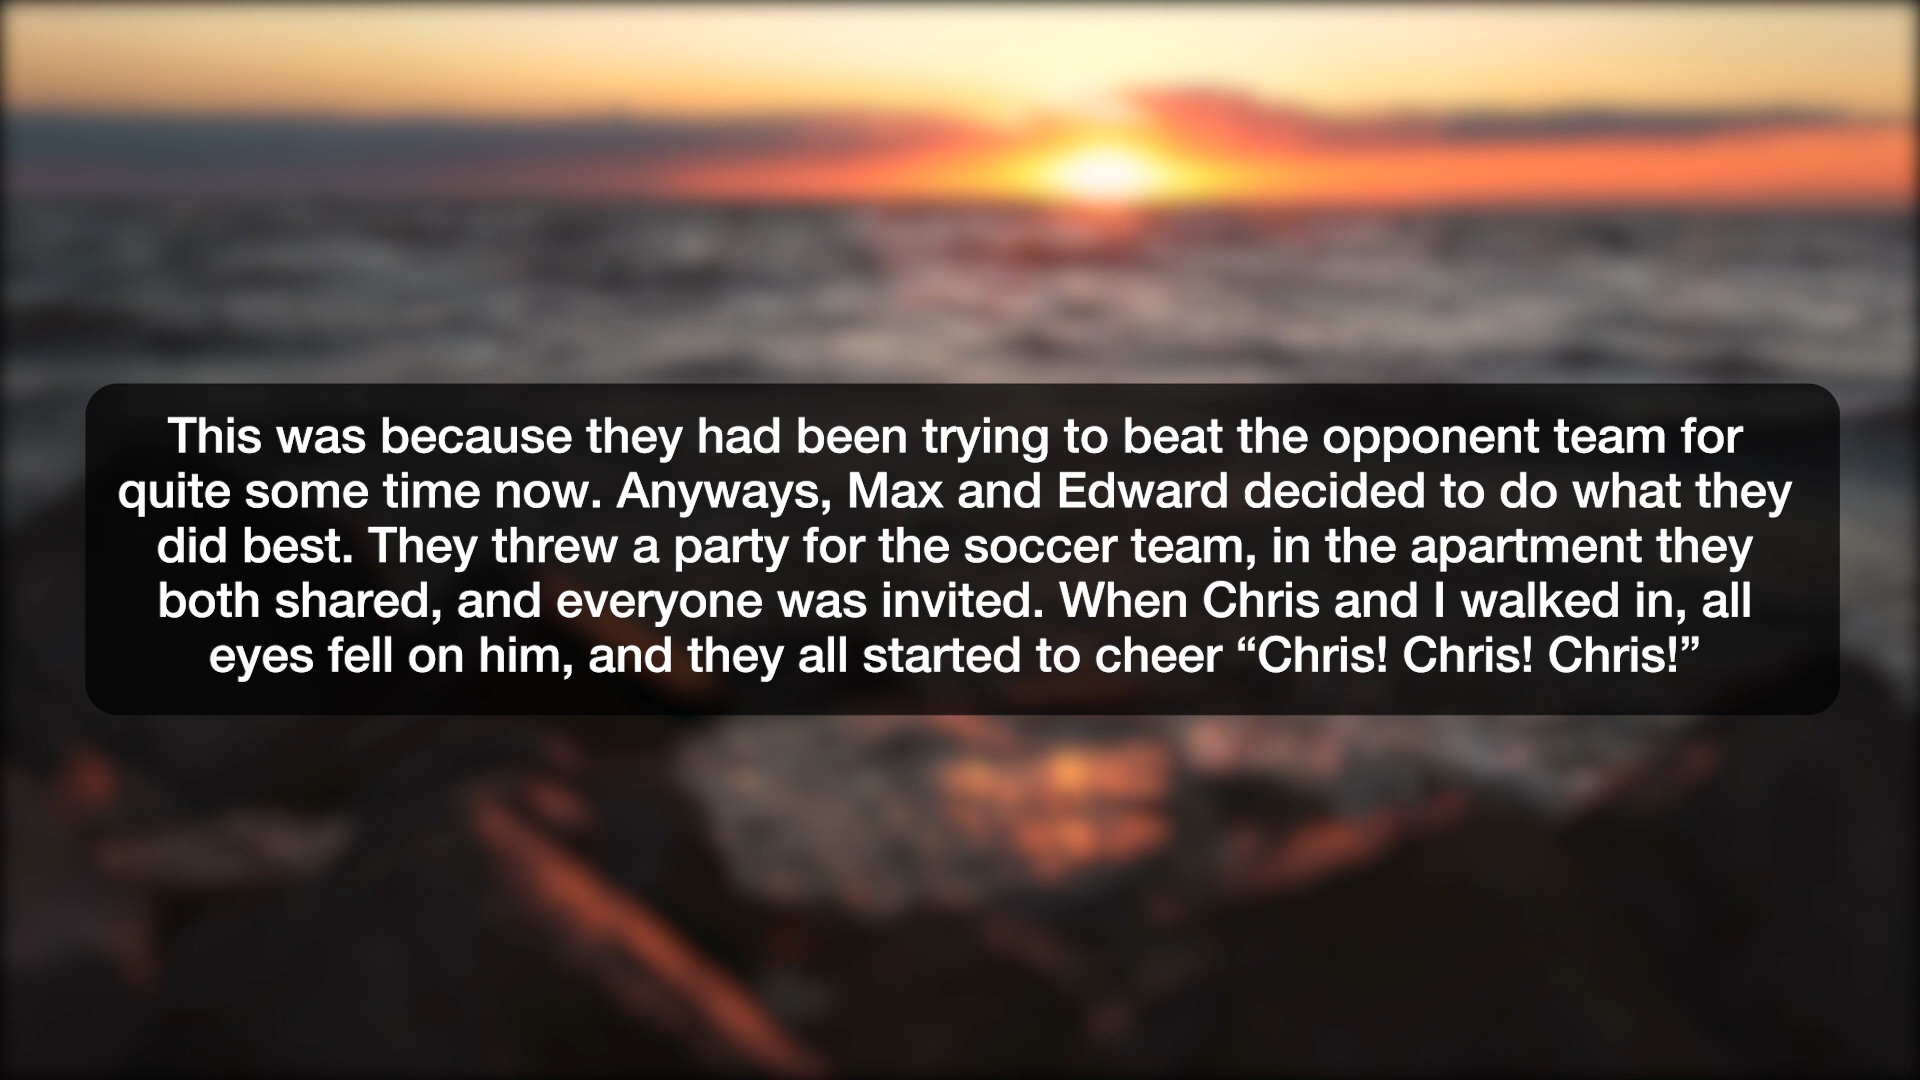 This was because they had been trying to beat the opponent team for
quite some time now. Anyways, Max and Edward decided to do what they
did best. They threw a party for the soccer team, in the apartment they
both shared, and everyone was invited. When Chris and I walked in, all
eyes fell on him, and they all started to cheer “Chris! Chris! Chris!”